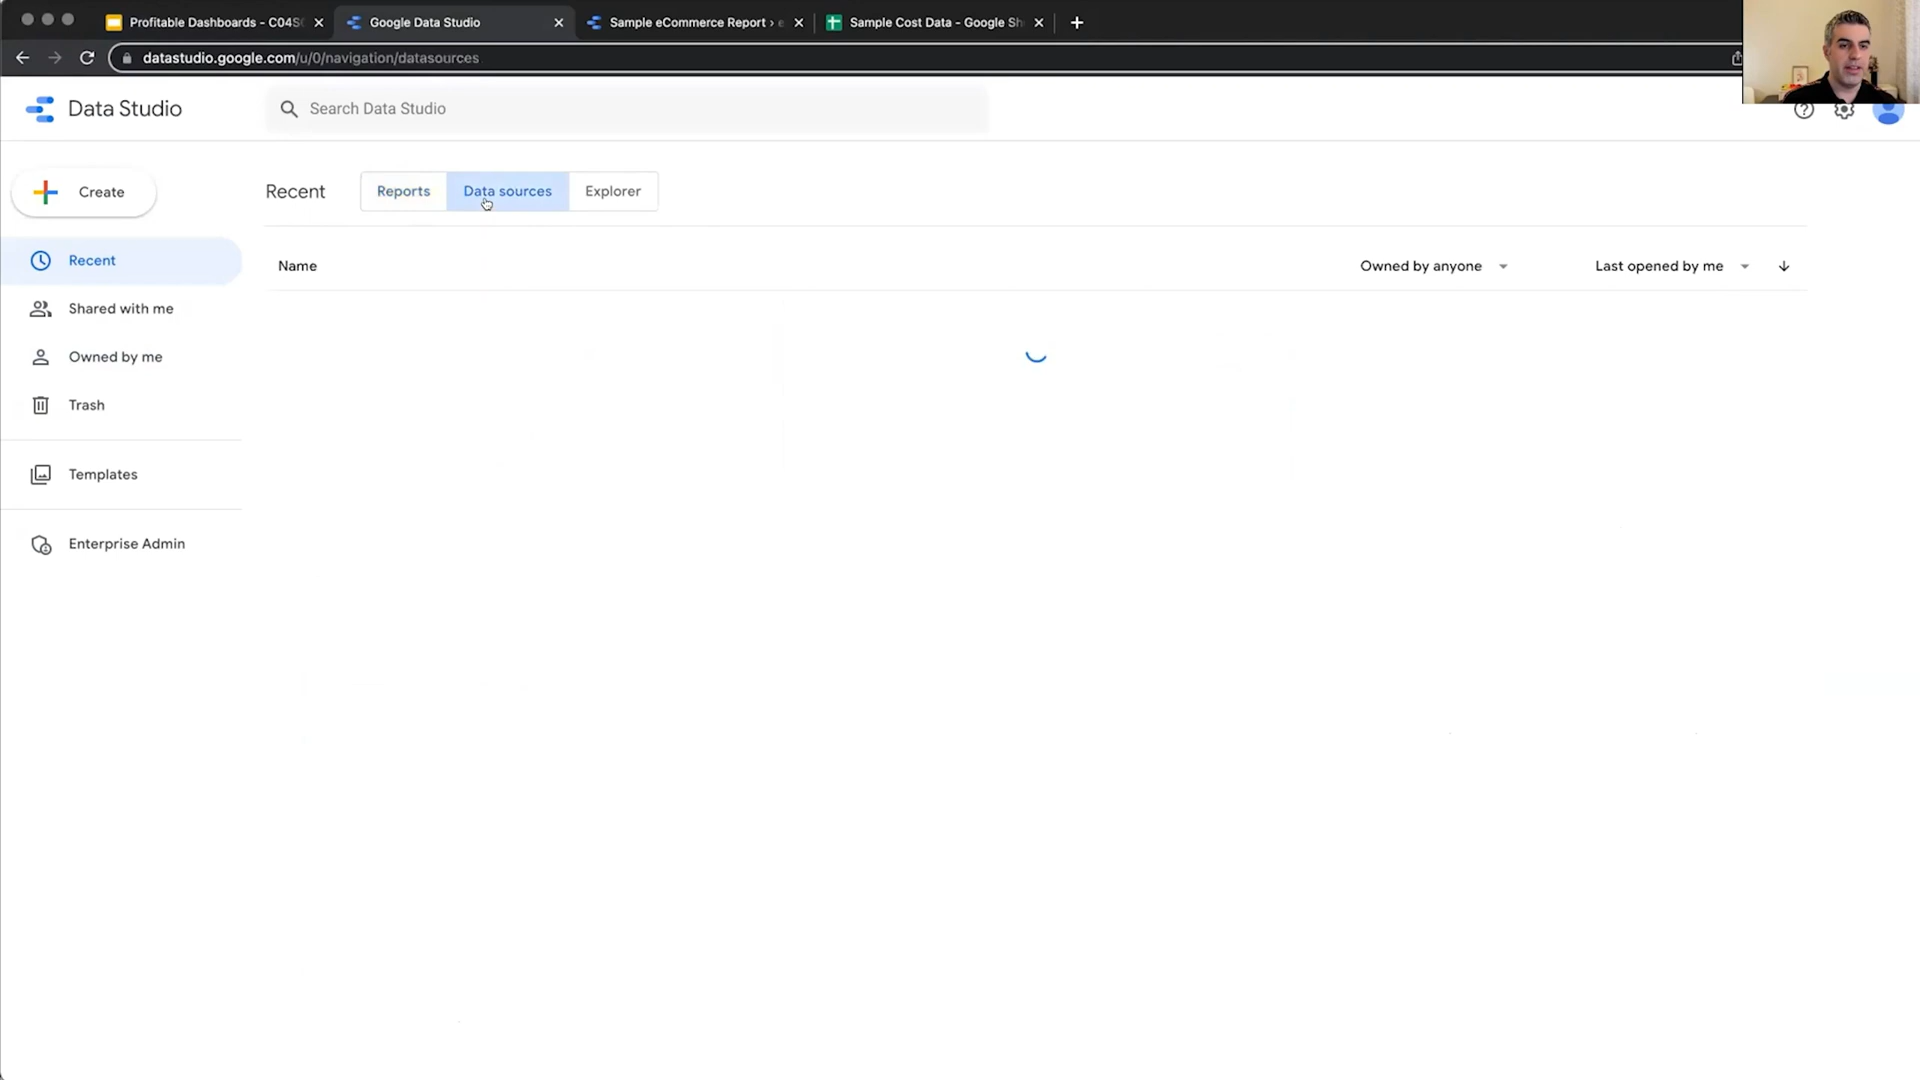 Profitable Dashboards - C04S
Google Data Studio
Sample eCommerce Report › e
Sample Cost Data - Google Sh
datastudio.google.com/u/0/navigation/datasources
Data Studio
Search Data Studio
Create
Recent
Reports
Data sources
Explorer
Recent
Shared with me
Owned by me
Trash
Templates
Enterprise Admin
Name
Owned by anyone
Last opened by me